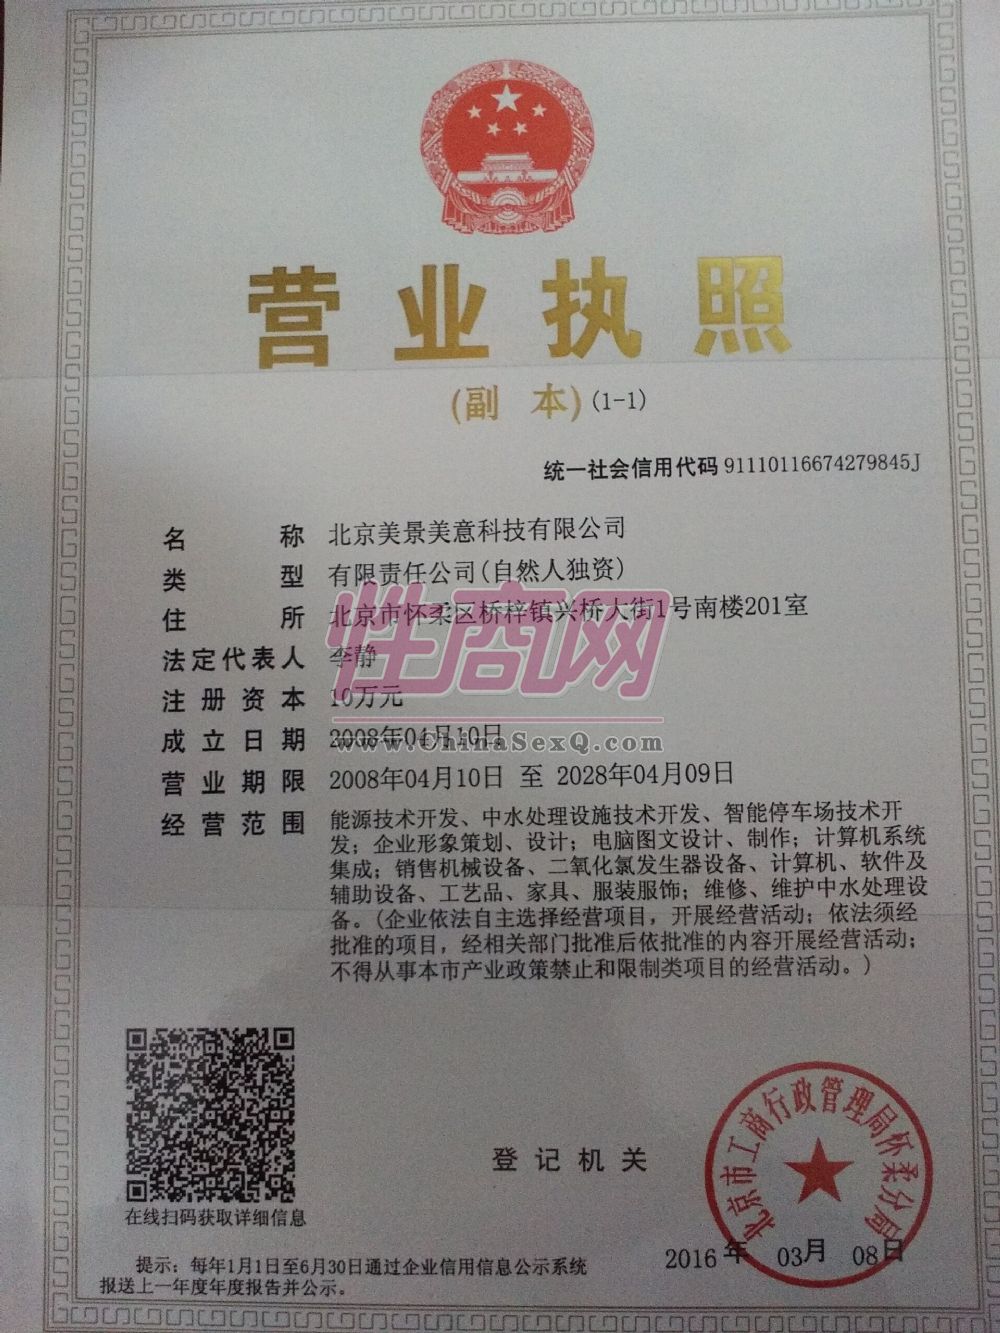 营业执照
(副 本) (1-1)
统一社会信用代码 91110116674279845J
名 称 北京美景美意科技有限公司
类 型 有限责任公司(自然人独资)
住 所 北京市怀柔区桥梓镇兴桥大街1号南楼201室
法定代表人 李静
注册资本 10万元
成立日期 2008年04月10日
营业期限 2008年04月10日 至 2028年04月09日
经营范围 能源技术开发、中水处理设施技术开发、智能停车场技术开
发；企业形象策划、设计；电脑图文设计、制作；计算机系统
集成；销售机械设备、二氧化氯发生器设备、计算机、软件及
辅助设备、工艺品、家具、服装服饰；维修、维护中水处理设
备。(企业依法自主选择经营项目，开展经营活动；依法须经
批准的项目，经相关部门批准后依批准的内容开展经营活动；
不得从事本市产业政策禁止和限制类项目的经营活动。)
性商网
www.ChinaSexQ.com
在线扫码获取详细信息
登记机关
北京市工商行政管理局怀柔分局
2016年 03月 08日
提示：每年1月1日至6月30日通过企业信用信息公示系统
报送上一年度年度报告并公示。